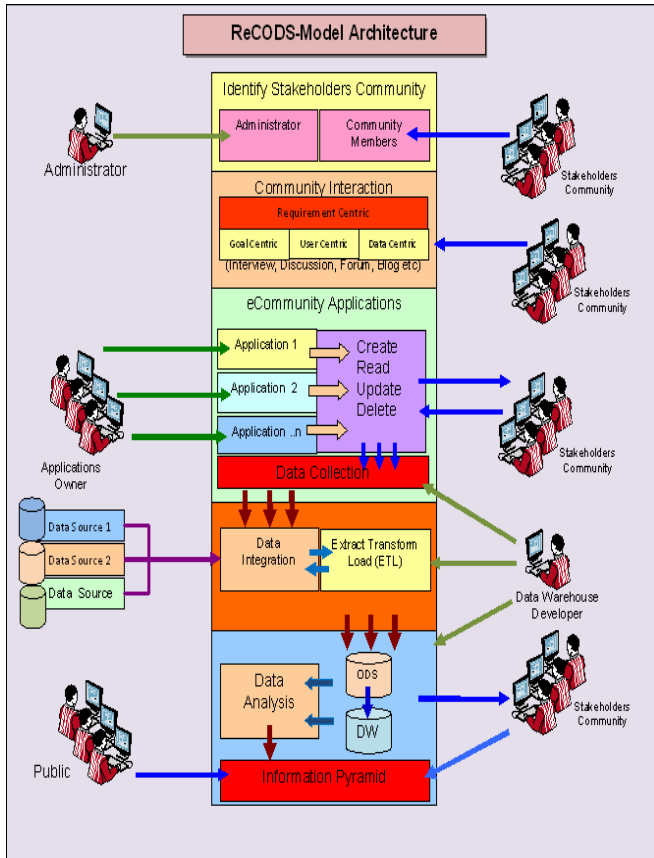 ReCODS-Model Architecture
Identify Stakeholders Community
Administrator
Community
Members
Administrator
Stakeholders
Community
Community Interaction
Requirement Centric
Goal Centric
User Centric
Data Centric
(Interview, Discussion, Forum, Blog etc)
Stakeholders
Community
eCommunity Applications
Application 1
Application 2
Application ..n
Create
Read
Update
Delete
Applications
Owner
Stakeholders
Community
Data Collection
Data Source 1
Data Source 2
Data Source
Data
Integration
Extract Transform
Load (ETL)
Data Warehouse
Developer
Data
Analysis
ODS
DW
Stakeholders
Community
Public
Information Pyramid